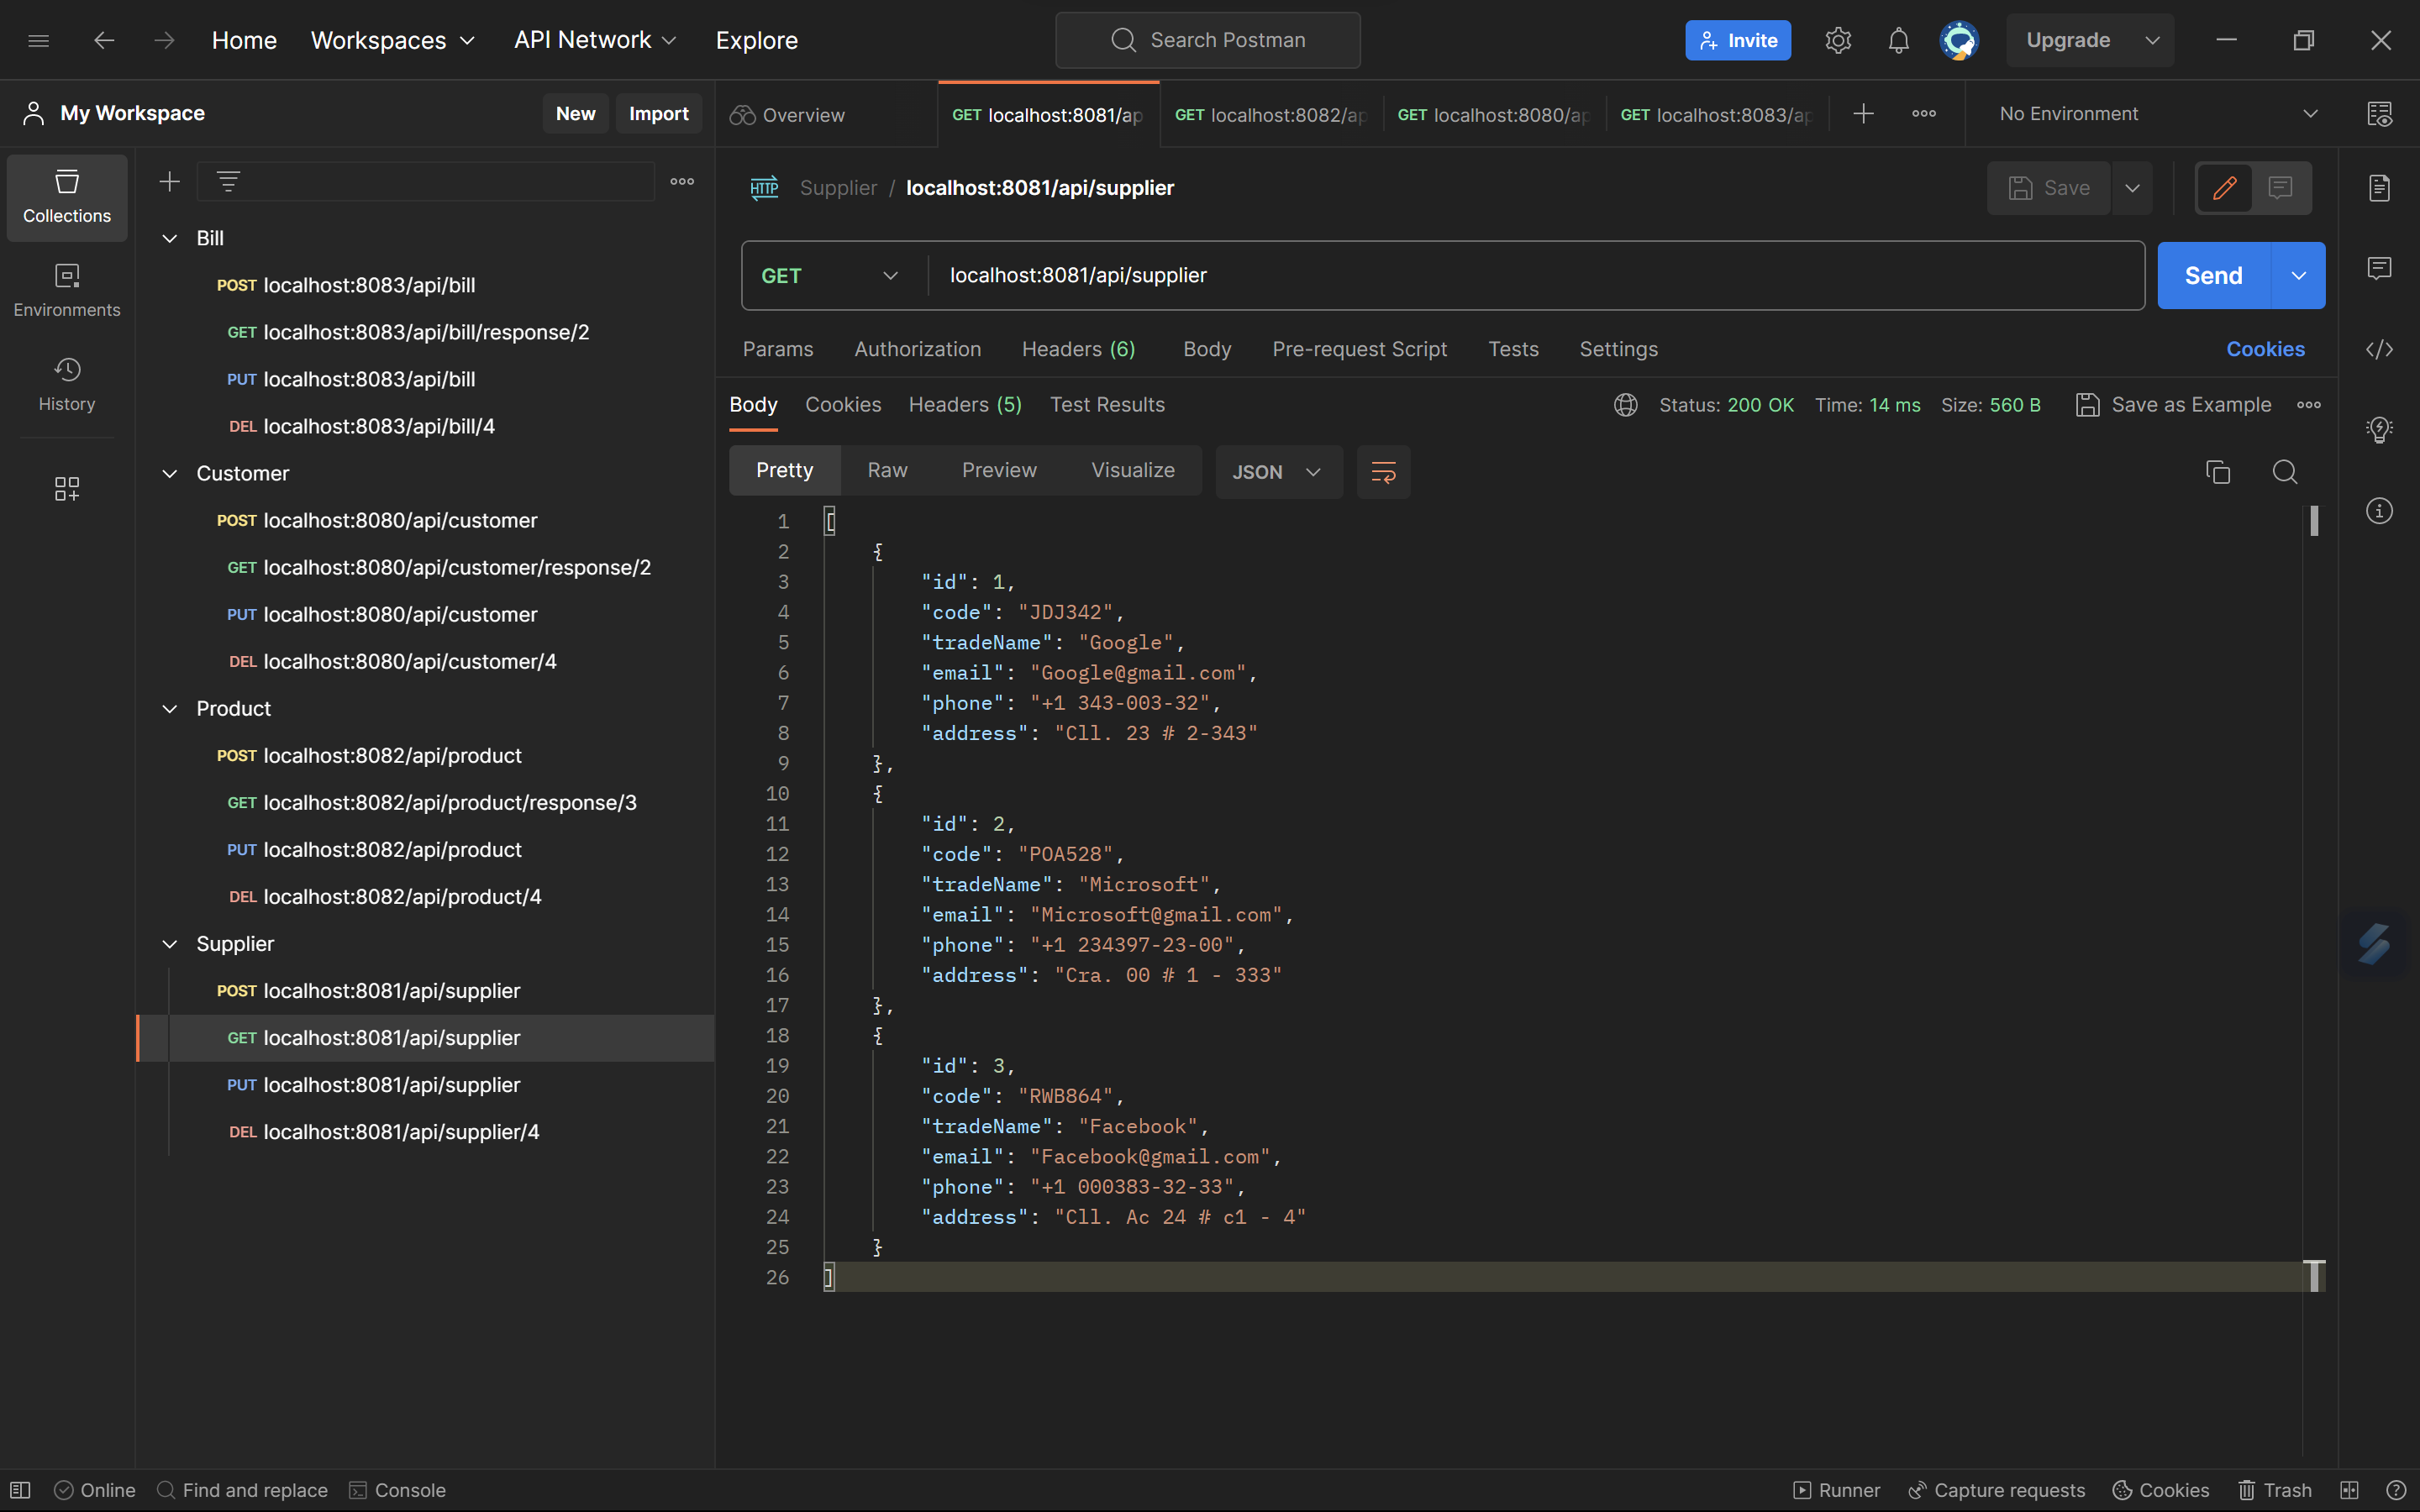 Home Workspaces API Network Explore Search Postman Invite Upgrade
My Workspace New Import Overview GET localhost:8081/ap GET localhost:8082/ap GET localhost:8080/ap GET localhost:8083/ap No Environment
Collections
Environments
History
Bill
POST localhost:8083/api/bill
GET localhost:8083/api/bill/response/2
PUT localhost:8083/api/bill
DEL localhost:8083/api/bill/4
Customer
POST localhost:8080/api/customer
GET localhost:8080/api/customer/response/2
PUT localhost:8080/api/customer
DEL localhost:8080/api/customer/4
Product
POST localhost:8082/api/product
GET localhost:8082/api/product/response/3
PUT localhost:8082/api/product
DEL localhost:8082/api/product/4
Supplier
POST localhost:8081/api/supplier
GET localhost:8081/api/supplier
PUT localhost:8081/api/supplier
DEL localhost:8081/api/supplier/4
HTTP Supplier / localhost:8081/api/supplier Save
GET localhost:8081/api/supplier Send
Params Authorization Headers (6) Body Pre-request Script Tests Settings Cookies
Body Cookies Headers (5) Test Results Status: 200 OK Time: 14 ms Size: 560 B Save as Example
Pretty Raw Preview Visualize JSON
1 [
2 {
3 "id": 1,
4 "code": "JDJ342",
5 "tradeName": "Google",
6 "email": "Google@gmail.com",
7 "phone": "+1 343-003-32",
8 "address": "Cll. 23 # 2-343"
9 },
10 {
11 "id": 2,
12 "code": "POA528",
13 "tradeName": "Microsoft",
14 "email": "Microsoft@gmail.com",
15 "phone": "+1 234397-23-00",
16 "address": "Cra. 00 # 1 - 333"
17 },
18 {
19 "id": 3,
20 "code": "RWB864",
21 "tradeName": "Facebook",
22 "email": "Facebook@gmail.com",
23 "phone": "+1 000383-32-33",
24 "address": "Cll. Ac 24 # c1 - 4"
25 }
26 ]
Online Find and replace Console Runner Capture requests Cookies Trash